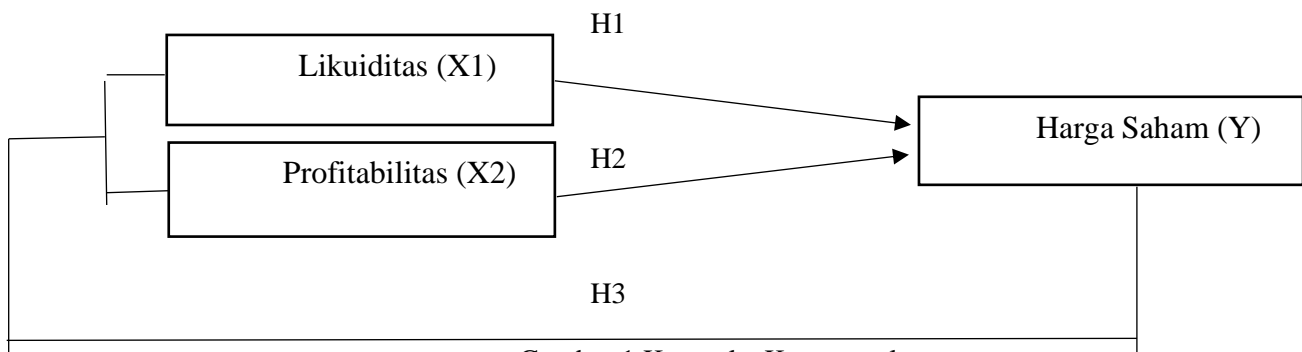 H1
Likuiditas (X1)
Harga Saham (Y)
H2
Profitabilitas (X2)
H3